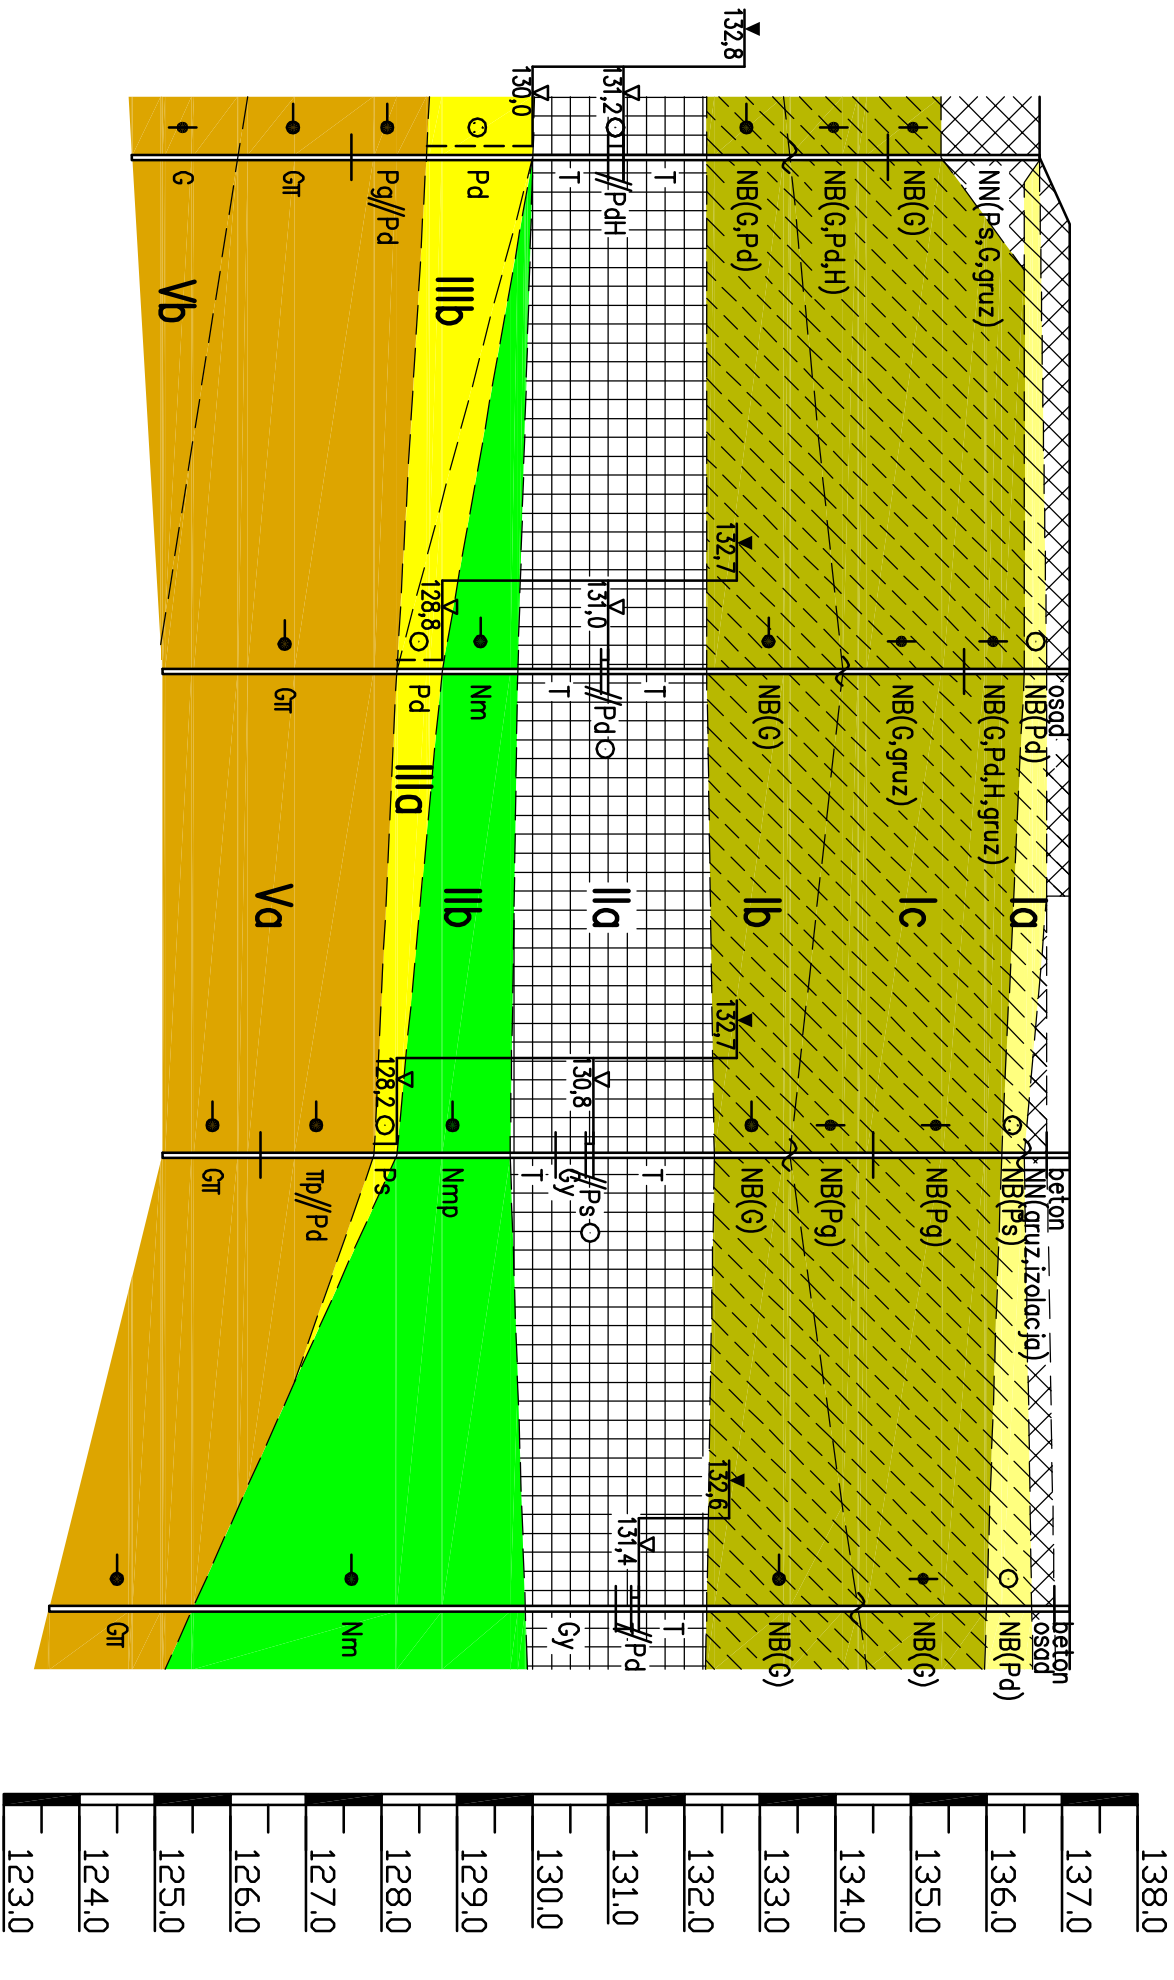 132,8
131,2
130,0
NN(Ps,G,gruz)
NB(G)
NB(G,Pd,H)
NB(G,Pd)
T
//PdH
T
Pd
Pg//Pd
Gπ
G
IIIb
Vb
132,7
131,0
128,8
osad
NB(Pd)
NB(G,Pd,H,gruz)
NB(G,gruz)
NB(G)
T
//Pd
T
Nm
Pd
Gπ
IIIa
Ia
Ic
Ib
IIa
IIb
Va
132,7
130,8
128,2
beton
NN(gruz,izolacja)
NB(Ps)
NB(Pg)
NB(Pg)
NB(G)
T
//Ps
Gy
T
Nmp
Ps
πp//Pd
Gπ
132,6
131,4
beton
osad
NB(Pd)
NB(G)
NB(G)
T
//Pd
Gy
Nm
Gπ
138.0
137.0
136.0
135.0
134.0
133.0
132.0
131.0
130.0
129.0
128.0
127.0
126.0
125.0
124.0
123.0